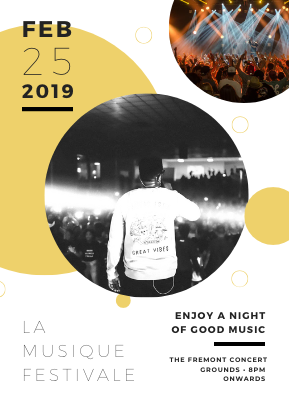 FEB
25
2019
GREAT VIBES
LA
MUSIQUE
FESTIVALE
ENJOY A NIGHT
OF GOOD MUSIC
THE FREMONT CONCERT
GROUNDS • 8PM
ONWARDS